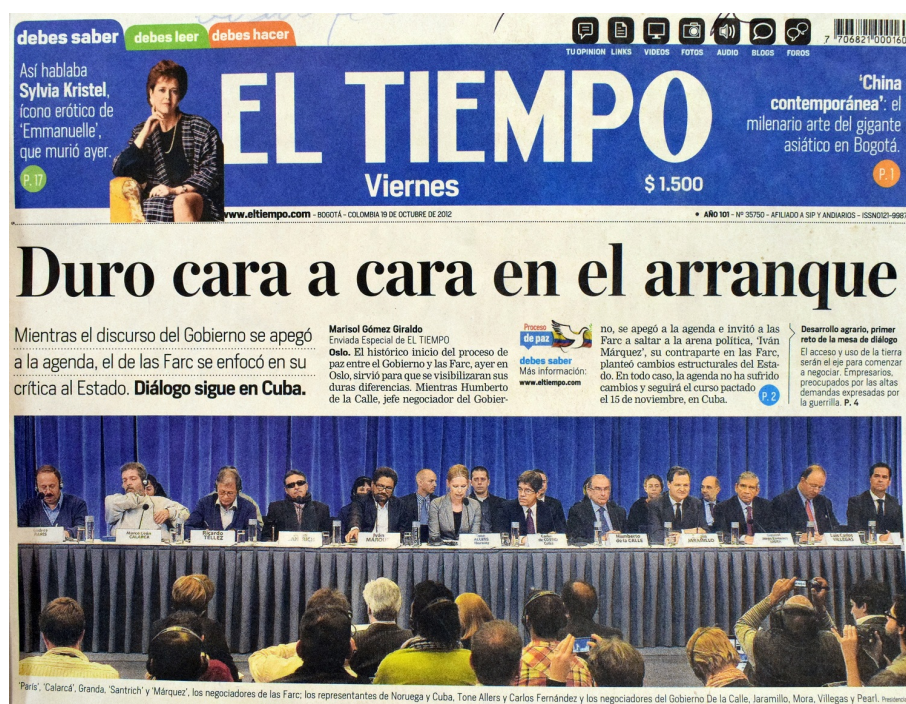 debes saber
debes leer
debes hacer
TU OPINION LINKS VIDEOS FOTOS AUDIO BLOGS FOROS
7 706821 000160
Así hablaba
Sylvia Kristel,
ícono erótico de
'Emmanuelle',
que murió ayer.
P. 17
EL TIEMPO
Viernes
$ 1.500
'China
contemporánea': el
milenario arte del gigante
asiático en Bogotá.
P. 1
www.eltiempo.com - BOGOTÁ - COLOMBIA 19 DE OCTUBRE DE 2012
• AÑO 101 - Nº 35750 - AFILIADO A SIP Y ANDIARIOS - ISSN0121-9987
Duro cara a cara en el arranque
Mientras el discurso del Gobierno se apegó
a la agenda, el de las Farc se enfocó en su
crítica al Estado. Diálogo sigue en Cuba.
Marisol Gómez Giraldo
Enviada Especial de EL TIEMPO
Oslo. El histórico inicio del proceso de
paz entre el Gobierno y las Farc, ayer en
Oslo, sirvió para que se visibilizaran sus
duras diferencias. Mientras Humberto
de la Calle, jefe negociador del Gobier-
Proceso
de paz
debes saber
Más información:
www.eltiempo.com
no, se apegó a la agenda e invitó a las
Farc a saltar a la arena política, 'Iván
Márquez', su contraparte en las Farc,
planteó cambios estructurales del Esta-
do. En todo caso, la agenda no ha sufrido
cambios y seguirá el curso pactado
el 15 de noviembre, en Cuba.
P. 2
Desarrollo agrario, primer
reto de la mesa de diálogo
El acceso y uso de la tierra
serán el eje para comenzar
a negociar. Empresarios,
preocupados por las altas
demandas expresadas por
la guerrilla. P. 4
PARIS
Marco León
CALARCA
Ricardo
TELLEZ
Humberto
de la CALLE
JARAMILLO
Luis Carlos
VILLEGAS
'París', 'Calarcá', Granda, 'Santrich' y 'Márquez', los negociadores de las Farc; los representantes de Noruega y Cuba, Tone Allers y Carlos Fernández y los negociadores del Gobierno De la Calle, Jaramillo, Mora, Villegas y Pearl.